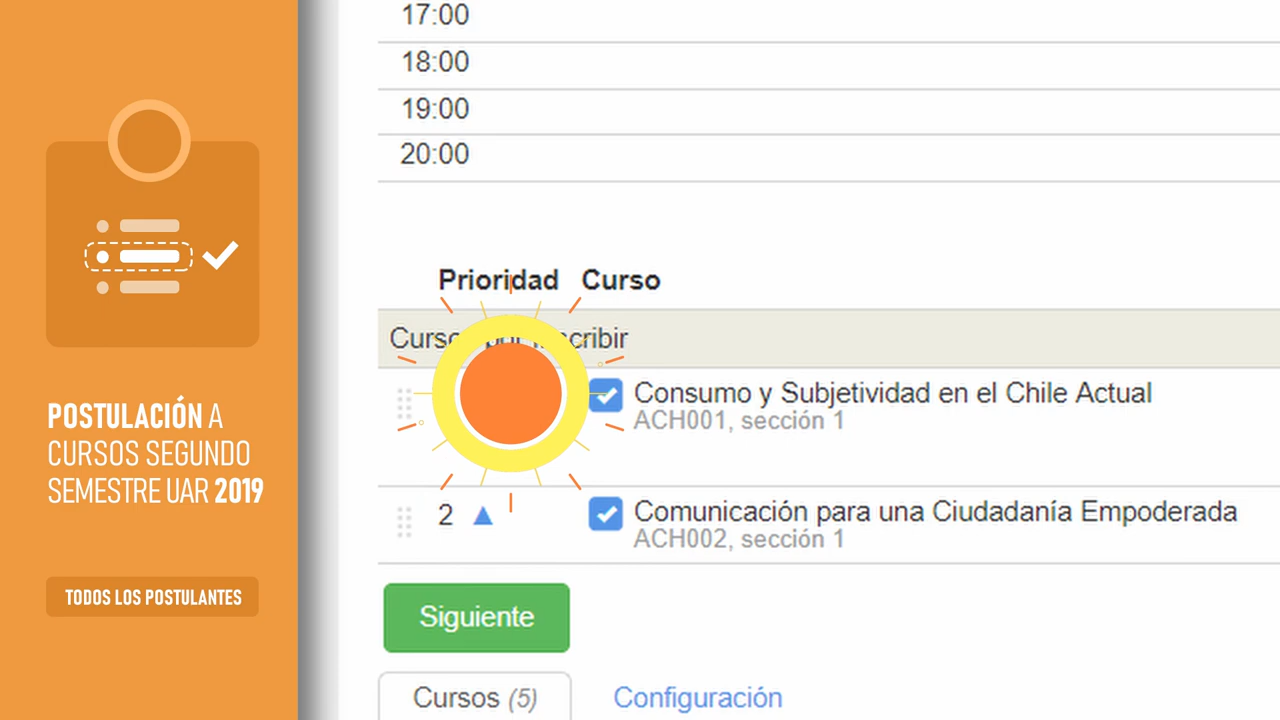 POSTULACIÓN A
CURSOS SEGUNDO
SEMESTRE UAR 2019
TODOS LOS POSTULANTES
17:00
18:00
19:00
20:00
Prioridad Curso
Consumo y Subjetividad en el Chile Actual
ACH001, sección 1
2 Comunicación para una Ciudadanía Empoderada
ACH002, sección 1
Siguiente
Cursos (5) Configuración